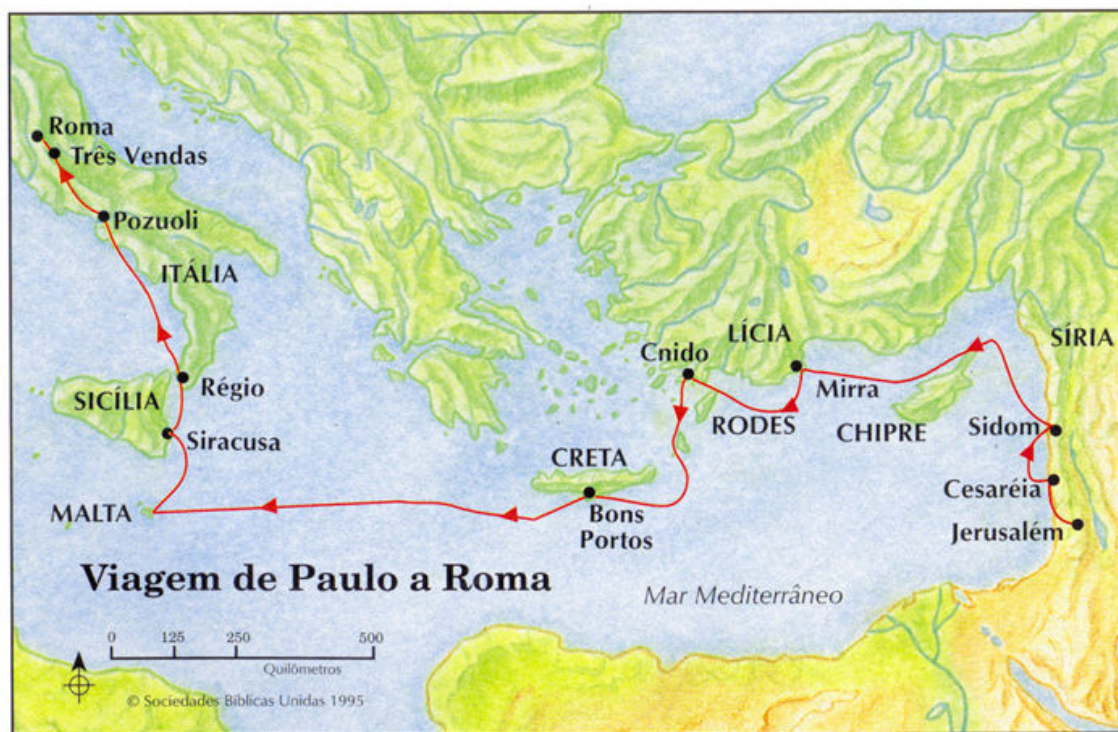 Roma
Três Vendas
Pozuoli
ITÁLIA
LÍCIA
SÍRIA
Cnido
Régio
Mirra
SICÍLIA
RODES
CHIPRE
Sidom
Siracusa
CRETA
Cesaréia
MALTA
Bons
Portos
Jerusalém
Viagem de Paulo a Roma
Mar Mediterrâneo
0 125 250 500
Quilômetros
© Sociedades Bíblicas Unidas 1995